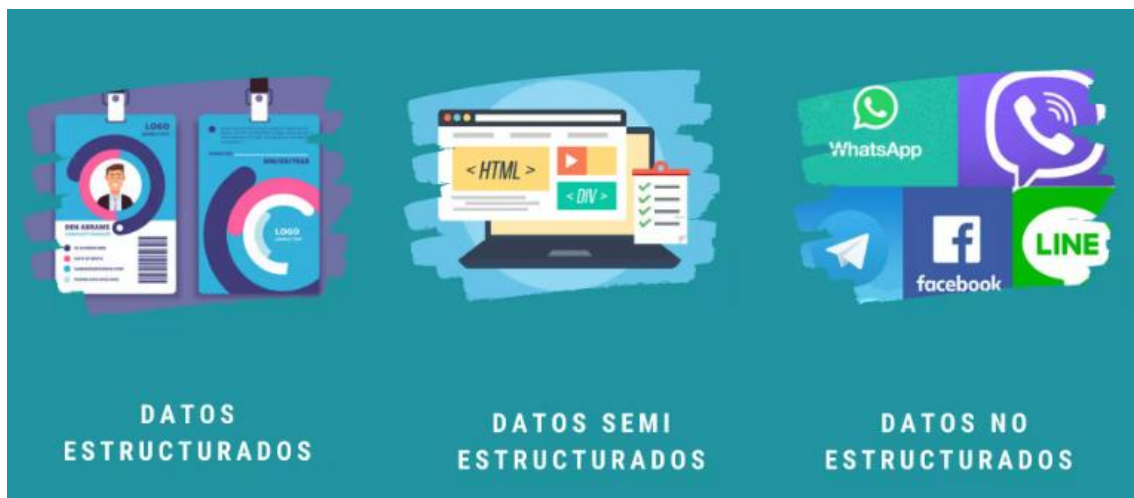 LOGO
DEN ABRAMS
LOGO
< HTML >
< DIV >
WhatsApp
facebook
LINE
DATOS
ESTRUCTURADOS
DATOS SEMI
ESTRUCTURADOS
DATOS NO
ESTRUCTURADOS